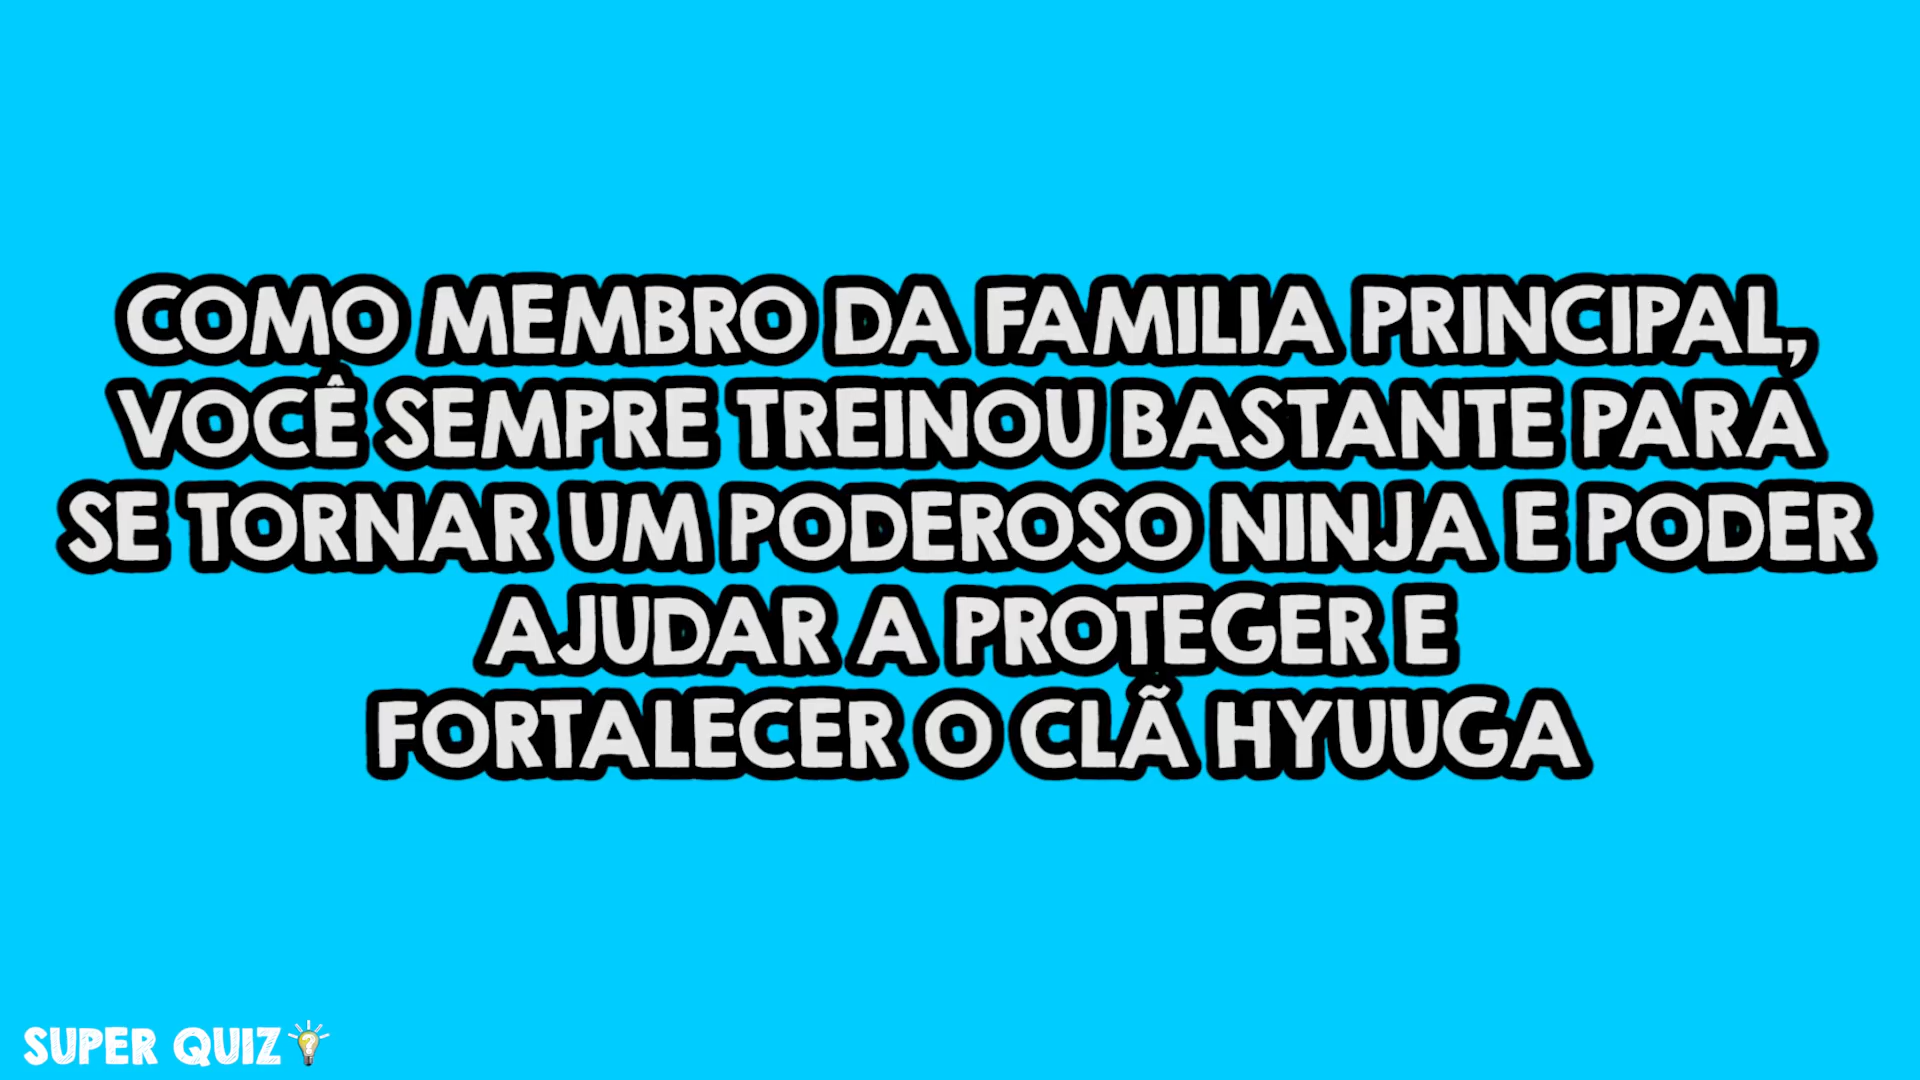 COMO MEMBRO DA FAMILIA PRINCIPAL,
VOCÊ SEMPRE TREINOU BASTANTE PARA
SE TORNAR UM PODEROSO NINJA E PODER
AJUDAR A PROTEGER E
FORTALECER O CLÃ HYUUGA
SUPER QUIZ